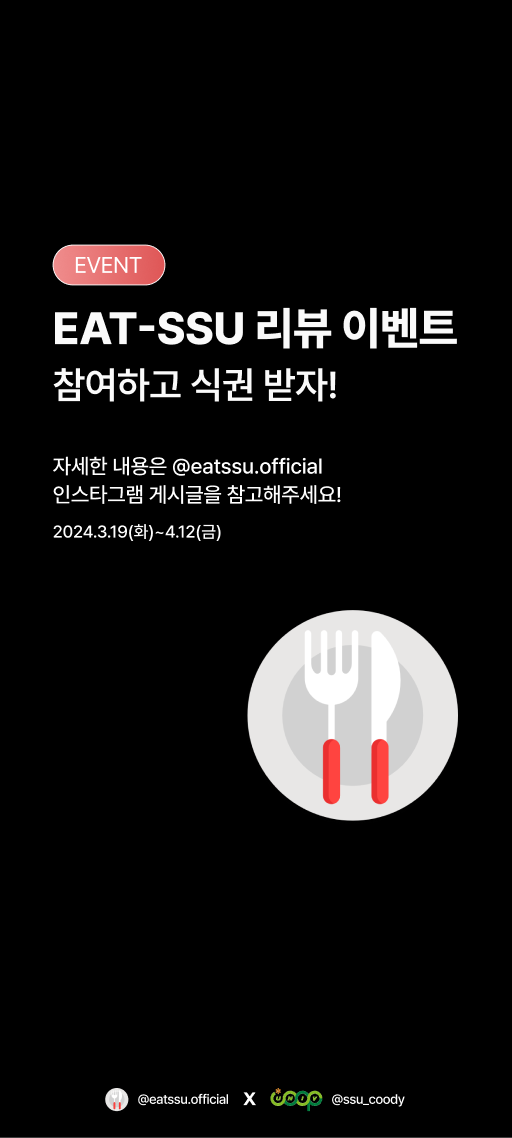 EVENT
EAT-SSU 리뷰 이벤트
참여하고 식권 받자!
자세한 내용은 @eatssu.official
인스타그램 게시글을 참고해주세요!
2024.3.19(화)~4.12(금)
@eatssu.official X UNIV @ssu_coody